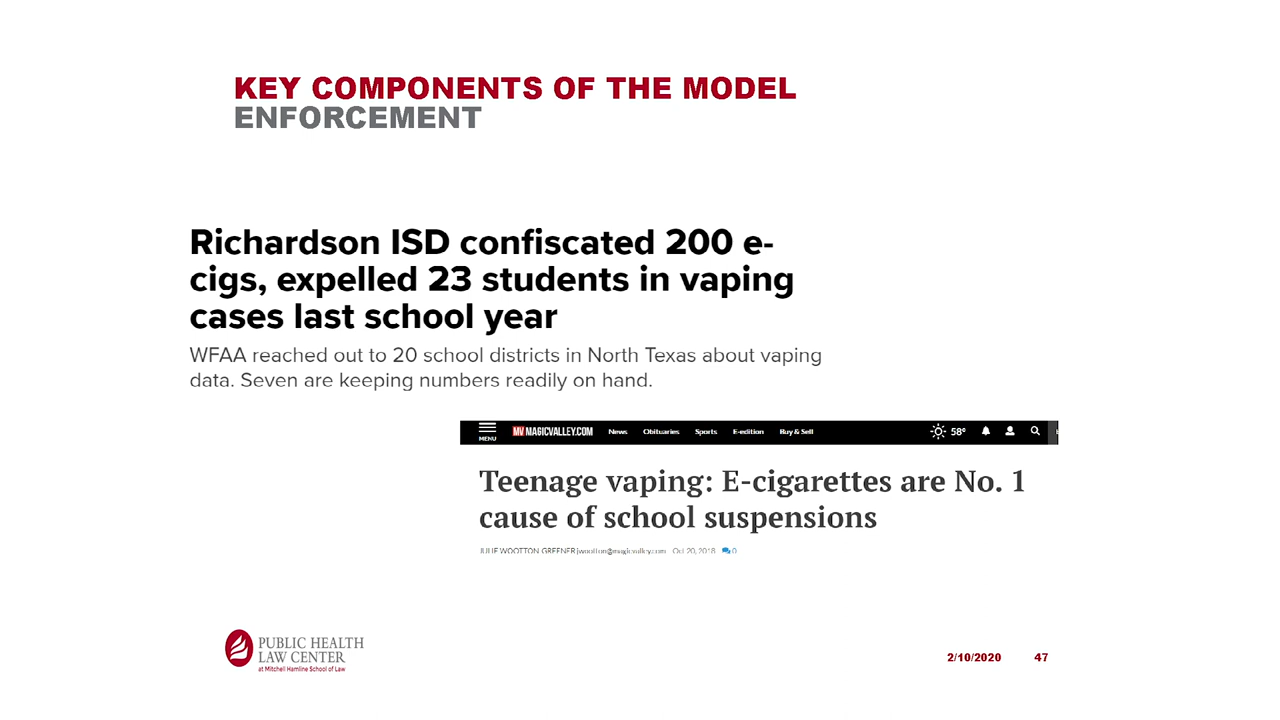 KEY COMPONENTS OF THE MODEL
ENFORCEMENT
Richardson ISD confiscated 200 e-
cigs, expelled 23 students in vaping
cases last school year
WFAA reached out to 20 school districts in North Texas about vaping
data. Seven are keeping numbers readily on hand.
MENU MV MAGICVALLEY.COM News Obituaries Sports E-edition Buy & Sell 58°
Teenage vaping: E-cigarettes are No. 1
cause of school suspensions
JULIE WOOTTON-GREENER jwootton@magicvalley.com Oct 20, 2018 0
PUBLIC HEALTH
LAW CENTER
at Mitchell Hamline School of Law
2/10/2020 47